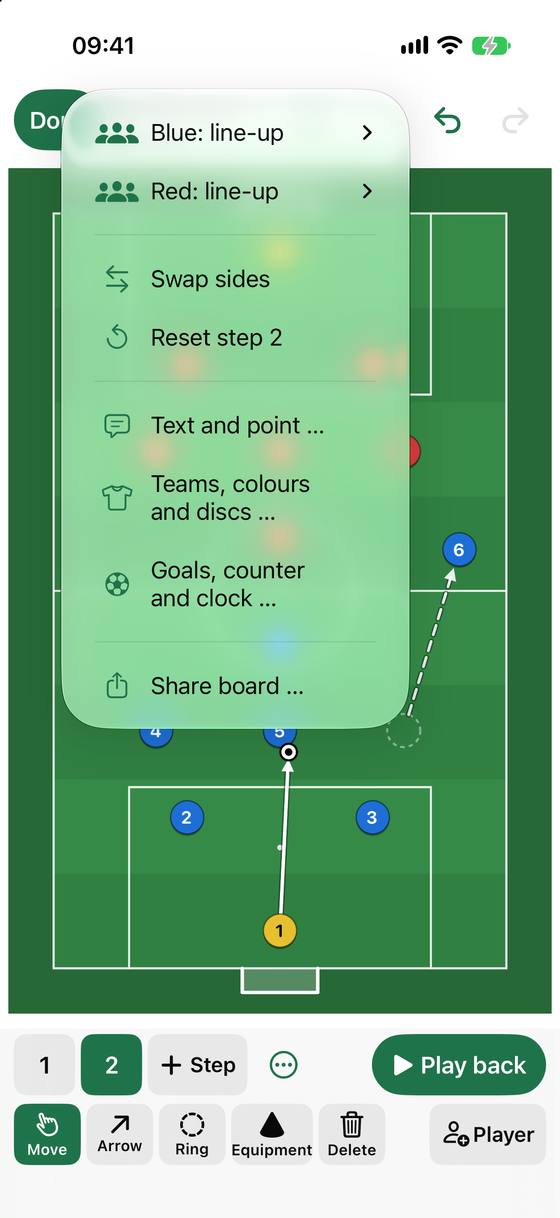 09:41
Blue: line-up
Red: line-up
Swap sides
Reset step 2
Text and point ...
Teams, colours
and discs ...
Goals, counter
and clock ...
Share board ...
6
4
5
2
3
1
1
2
+ Step
Play back
Move
Arrow
Ring
Equipment
Delete
Player